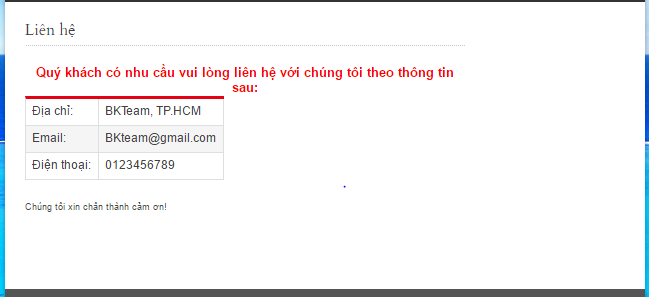 Liên hệ
Quý khách có nhu cầu vui lòng liên hệ với chúng tôi theo thông tin
sau:
Địa chỉ: BKTeam, TP.HCM
Email: BKteam@gmail.com
Điện thoại: 0123456789
Chúng tôi xin chân thành cảm ơn!